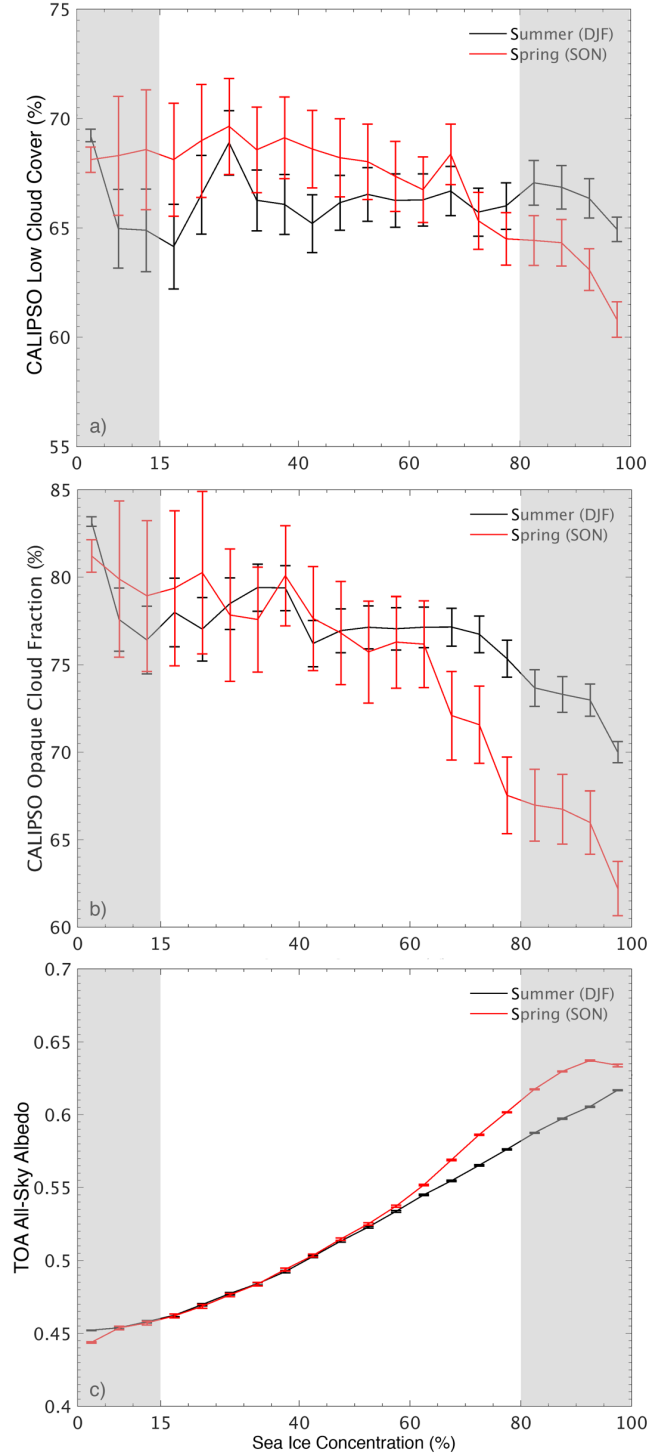 75
70
65
60
55
CALIPSO Low Cloud Cover (%)
Summer (DJF)
Spring (SON)
a)
0 15 40 60 80 100
85
80
75
70
65
60
CALIPSO Opaque Cloud Fraction (%)
Summer (DJF)
Spring (SON)
b)
0 15 40 60 80 100
0.7
0.65
0.6
0.55
0.5
0.45
0.4
TOA All-Sky Albedo
Summer (DJF)
Spring (SON)
c)
0 15 40 60 80 100
Sea Ice Concentration (%)